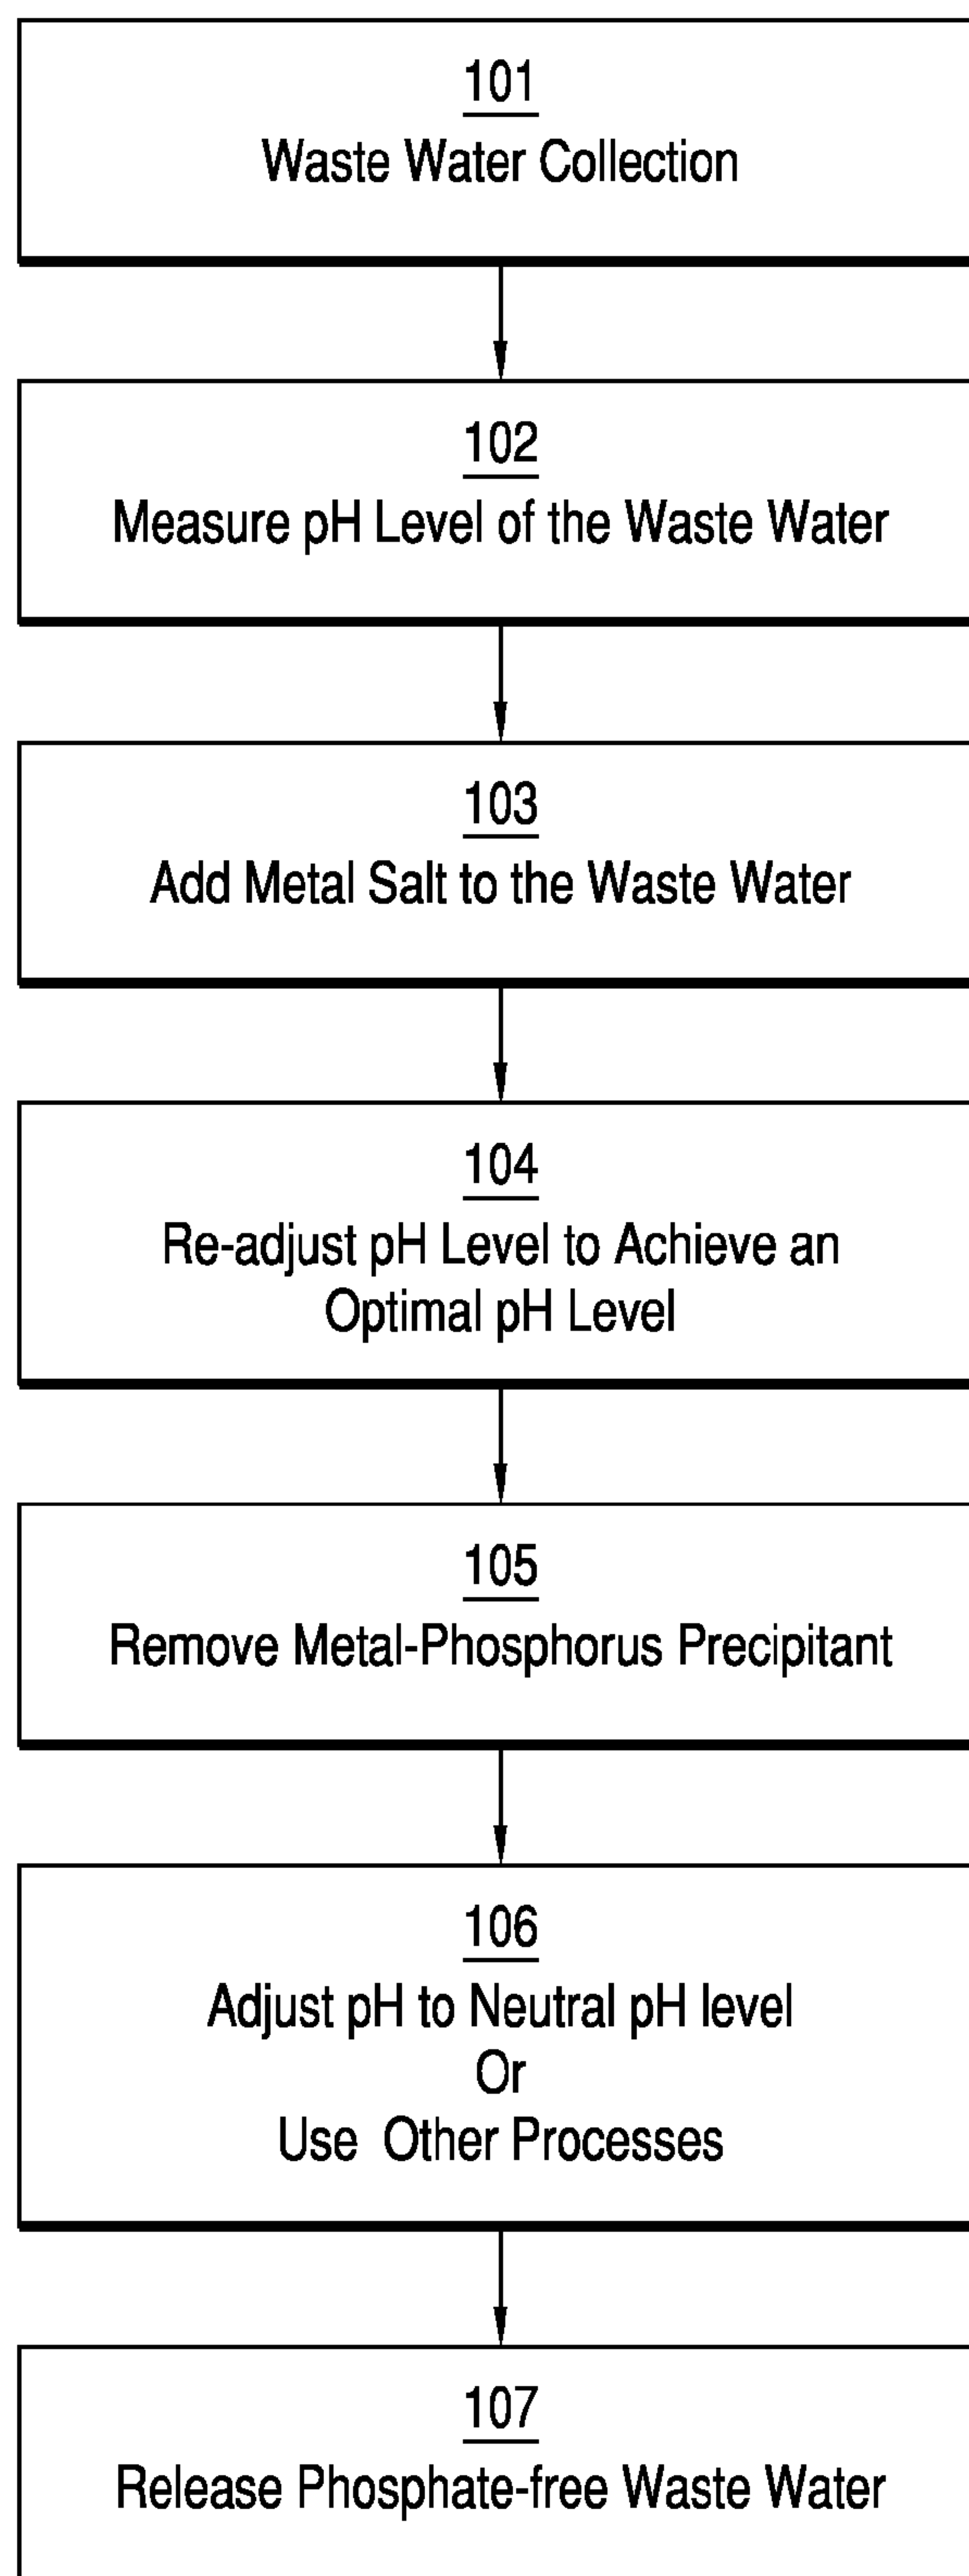 101
Waste Water Collection
102
Measure pH Level of the Waste Water
103
Add Metal Salt to the Waste Water
104
Re-adjust pH Level to Achieve an
Optimal pH Level
105
Remove Metal-Phosphorus Precipitant
106
Adjust pH to Neutral pH level
Or
Use Other Processes
107
Release Phosphate-free Waste Water